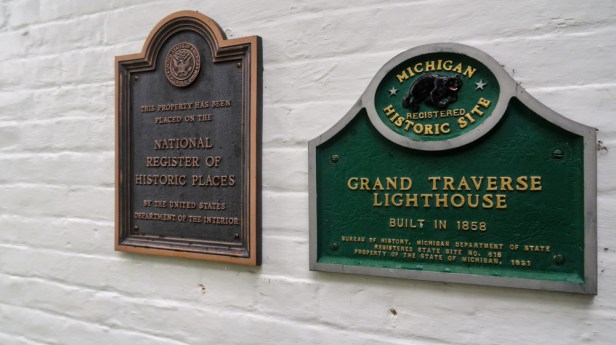 THIS PROPERTY HAS BEEN
PLACED ON THE
NATIONAL
REGISTER OF
HISTORIC PLACES
BY THE UNITED STATES
DEPARTMENT OF THE INTERIOR
MICHIGAN
REGISTERED
HISTORIC SITE
GRAND TRAVERSE
LIGHTHOUSE
BUILT IN 1858
BUREAU OF HISTORY, MICHIGAN DEPARTMENT OF STATE
REGISTERED STATE SITE NO.
PROPERTY OF THE STATE OF MICHIGAN,